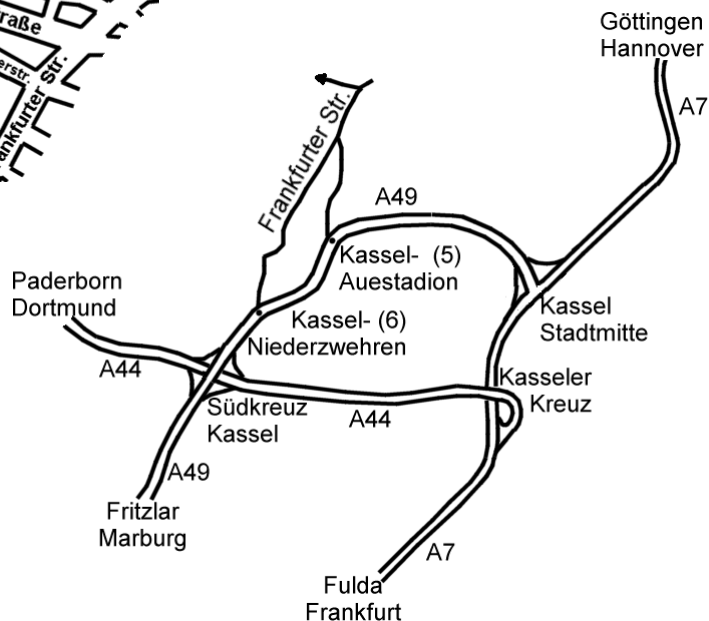 raße
erstr.
ankfurter Str.
Göttingen
Hannover
A7
Frankfurter Str.
A49
Kassel- (5)
Auestadion
Paderborn
Dortmund
Kassel- (6)
Niederzwehren
Kassel
Stadtmitte
A44
Kasseler
Kreuz
Südkreuz
Kassel
A44
A49
Fritzlar
Marburg
A7
Fulda
Frankfurt